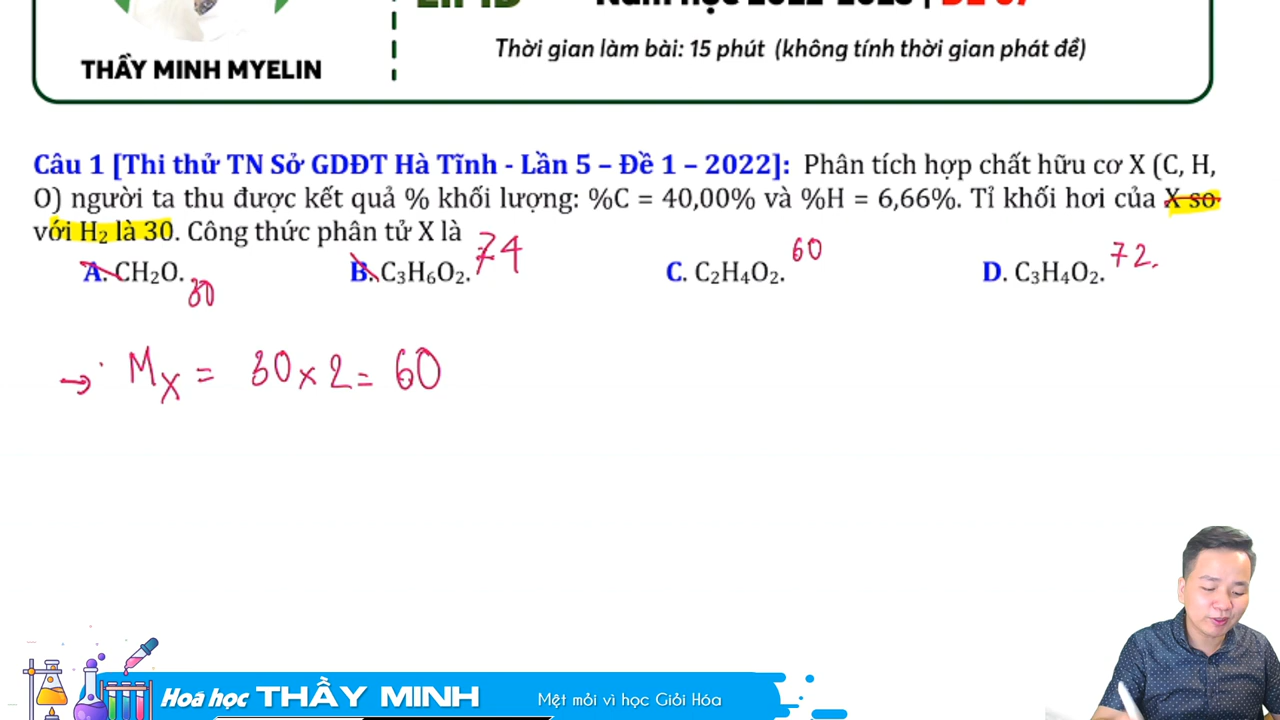 THẦY MINH MYELIN
Thời gian làm bài: 15 phút (không tính thời gian phát đề)
Câu 1 [Thi thử TN Sở GDĐT Hà Tĩnh - Lần 5 – Đề 1 – 2022]: Phân tích hợp chất hữu cơ X (C, H,
O) người ta thu được kết quả % khối lượng: %C = 40,00% và %H = 6,66%. Tỉ khối hơi của X so
với H₂ là 30. Công thức phân tử X là
A. CH₂O. 30 B. C₃H₆O₂. 74 C. C₂H₄O₂. 60 D. C₃H₄O₂. 72.
→ Mx = 30 x 2 = 60
Hoá học THẦY MINH Mệt mỏi vì học Giỏi Hóa